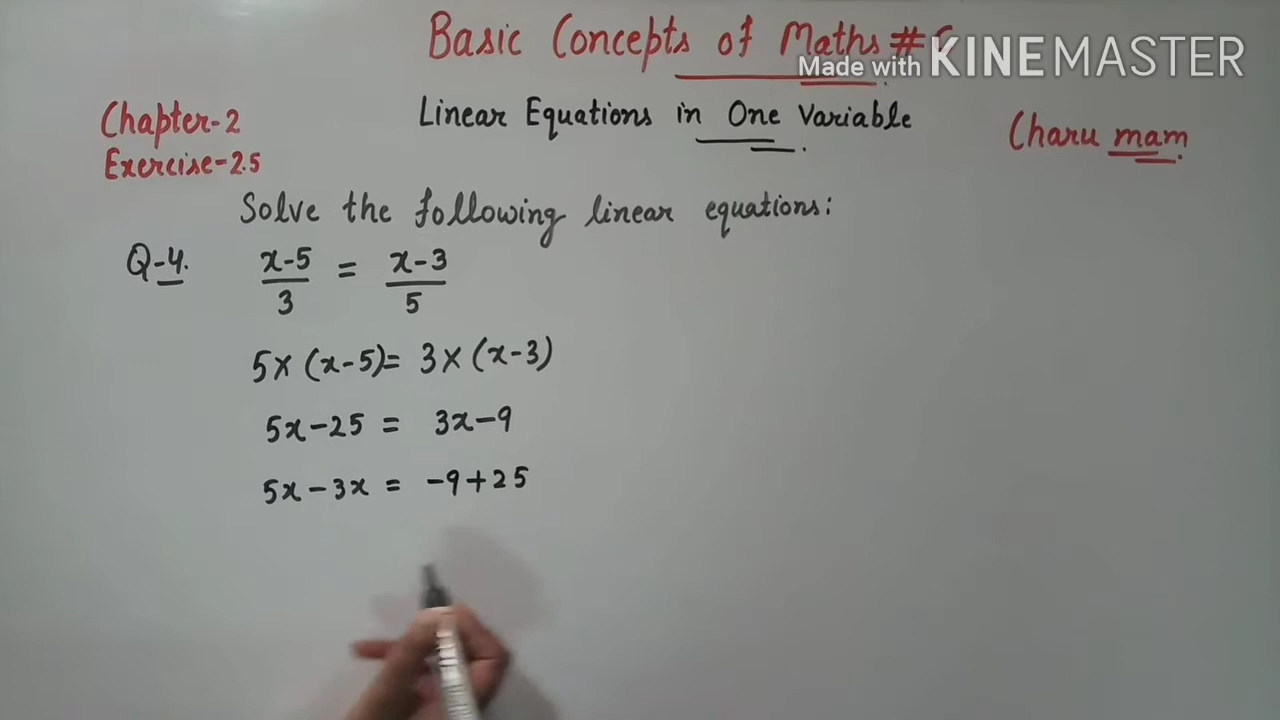 Basic Concepts of Maths #
Made with KINEMASTER
Chapter-2
Linear Equations in One Variable
Charu mam
Exercise-2.5
Solve the following linear equations:
Q-4. x-5/3 = x-3/5
5×(x-5)= 3×(x-3)
5x-25 = 3x-9
5x-3x = -9+25